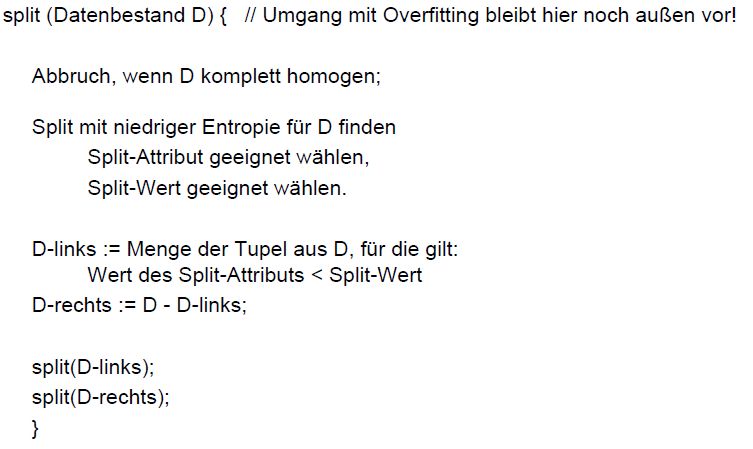 split (Datenbestand D) { // Umgang mit Overfitting bleibt hier noch außen vor!
Abbruch, wenn D komplett homogen;
Split mit niedriger Entropie für D finden
Split-Attribut geeignet wählen,
Split-Wert geeignet wählen.
D-links := Menge der Tupel aus D, für die gilt:
Wert des Split-Attributs < Split-Wert
D-rechts := D - D-links;
split(D-links);
split(D-rechts);
}